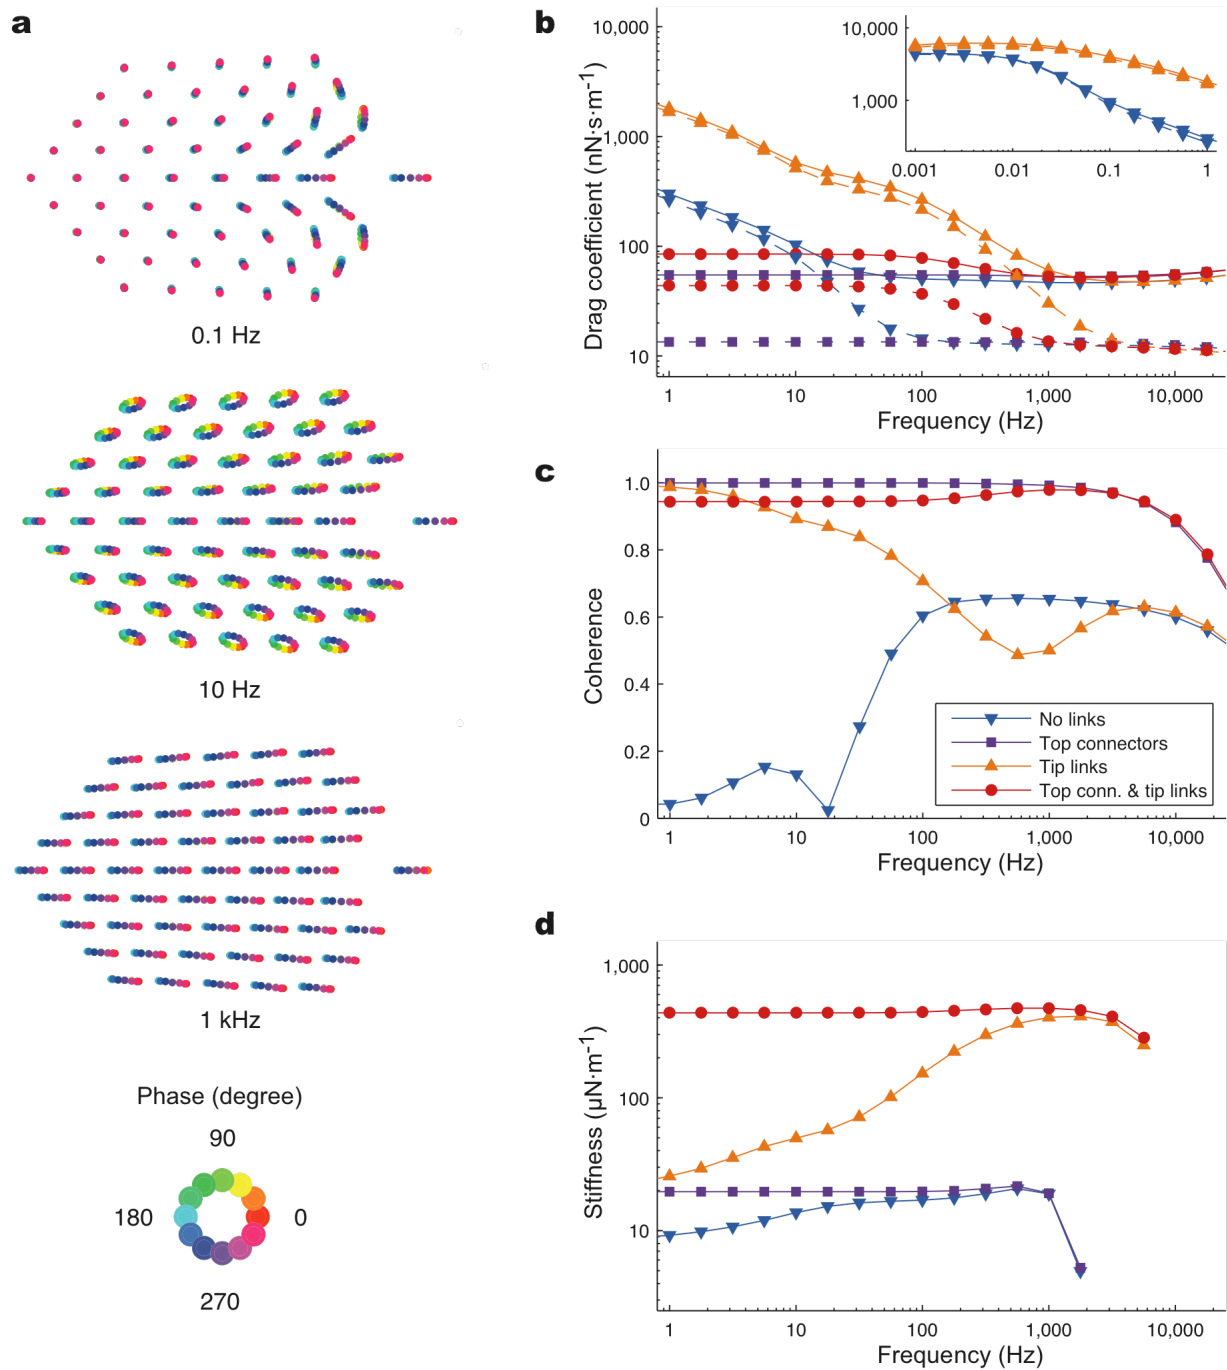 a
0.1 Hz
10 Hz
1 kHz
Phase (degree)
90
180
0
270
b
10,000
1,000
100
10
Drag coefficient (nN·s·m-1)
1
10
100
1,000
10,000
Frequency (Hz)
10,000
1,000
0.001
0.01
0.1
1
c
1.0
0.8
0.6
0.4
0.2
0
Coherence
No links
Top connectors
Tip links
Top conn. & tip links
1
10
100
1,000
10,000
Frequency (Hz)
d
1,000
100
10
Stiffness (µN·m-1)
1
10
100
1,000
10,000
Frequency (Hz)